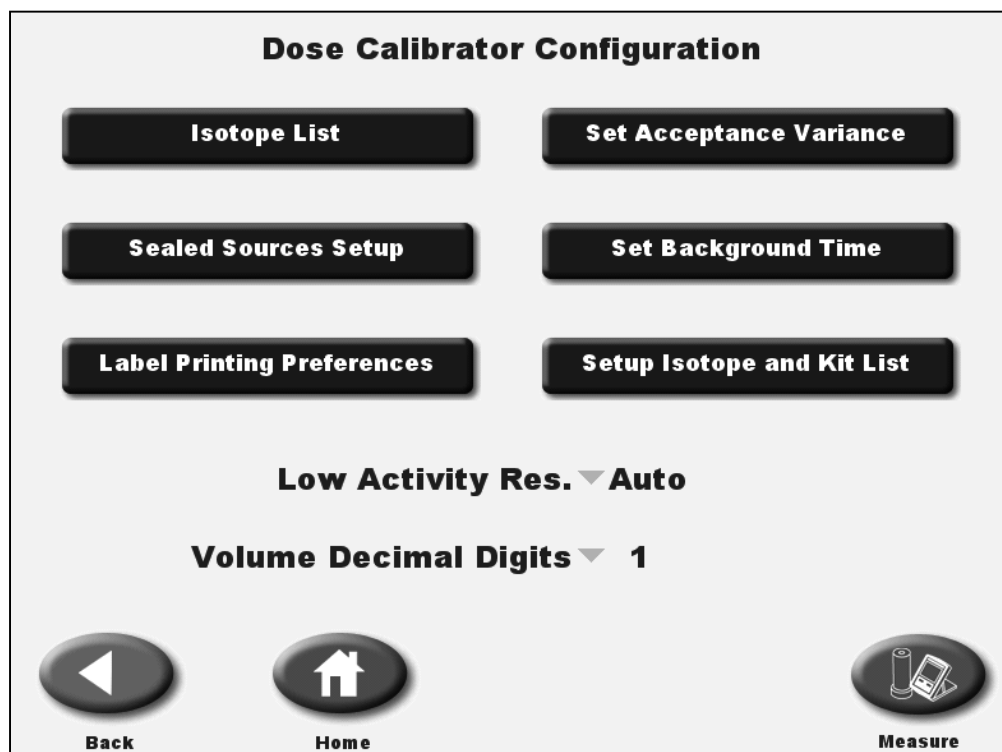 Dose Calibrator Configuration
Isotope List
Set Acceptance Variance
Sealed Sources Setup
Set Background Time
Label Printing Preferences
Setup Isotope and Kit List
Low Activity Res. Auto
Volume Decimal Digits 1
Back
Home
Measure